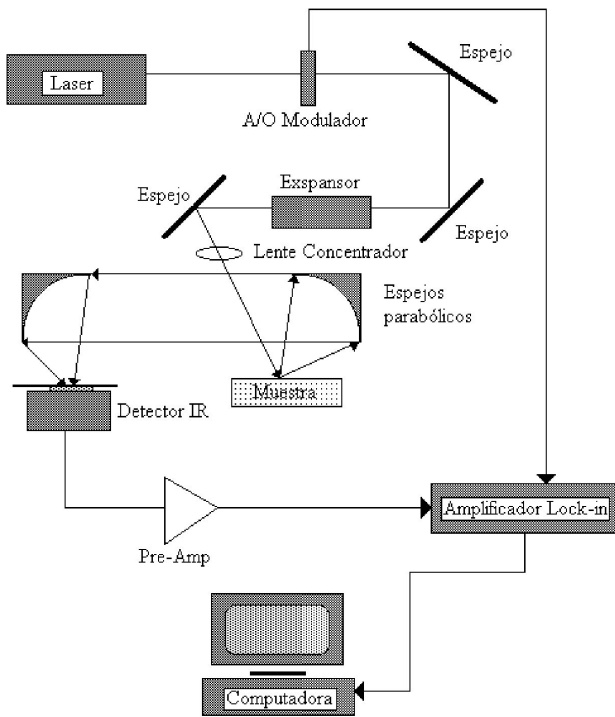 Espejo
Laser
A/O Modulador
Espejo
Exspansor
Espejo
Lente Concentrador
Espejos
parabólicos
Muestra
Detector IR
Amplificador Lock-in
Pre-Amp
Computadora